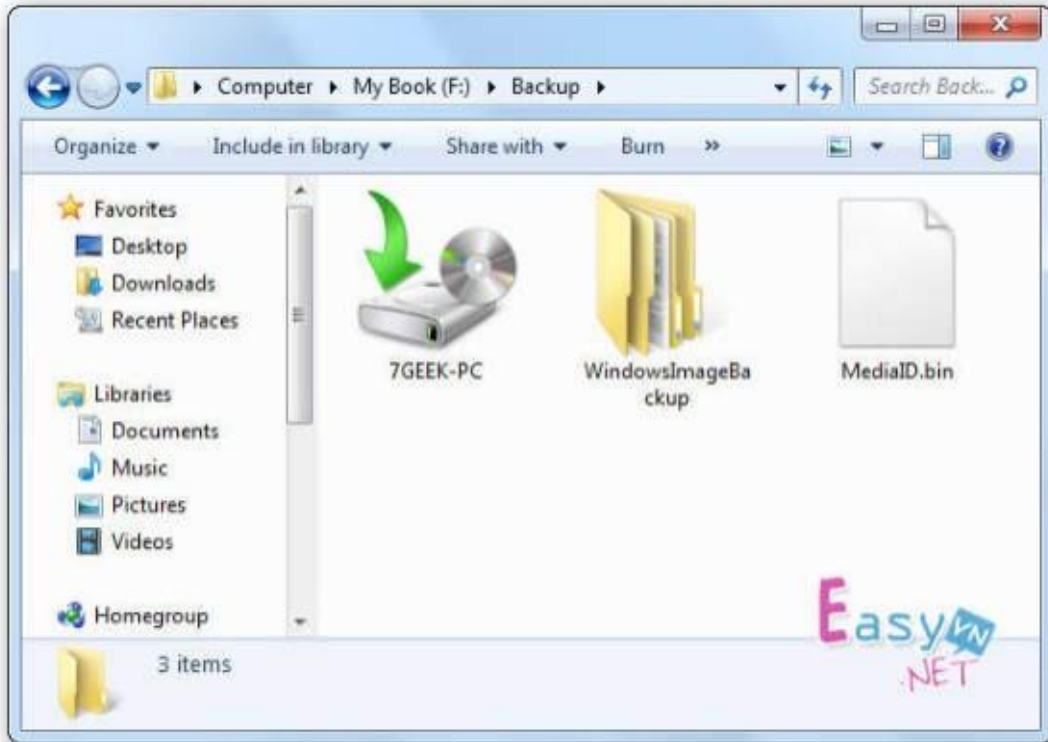 Computer My Book (F:) Backup Search Back...
Organize Include in library Share with Burn »
Favorites
Desktop
Downloads
Recent Places
Libraries
Documents
Music
Pictures
Videos
Homegroup
7GEEK-PC
WindowsImageBa
ckup
MediaID.bin
3 items
Easy VN
.NET